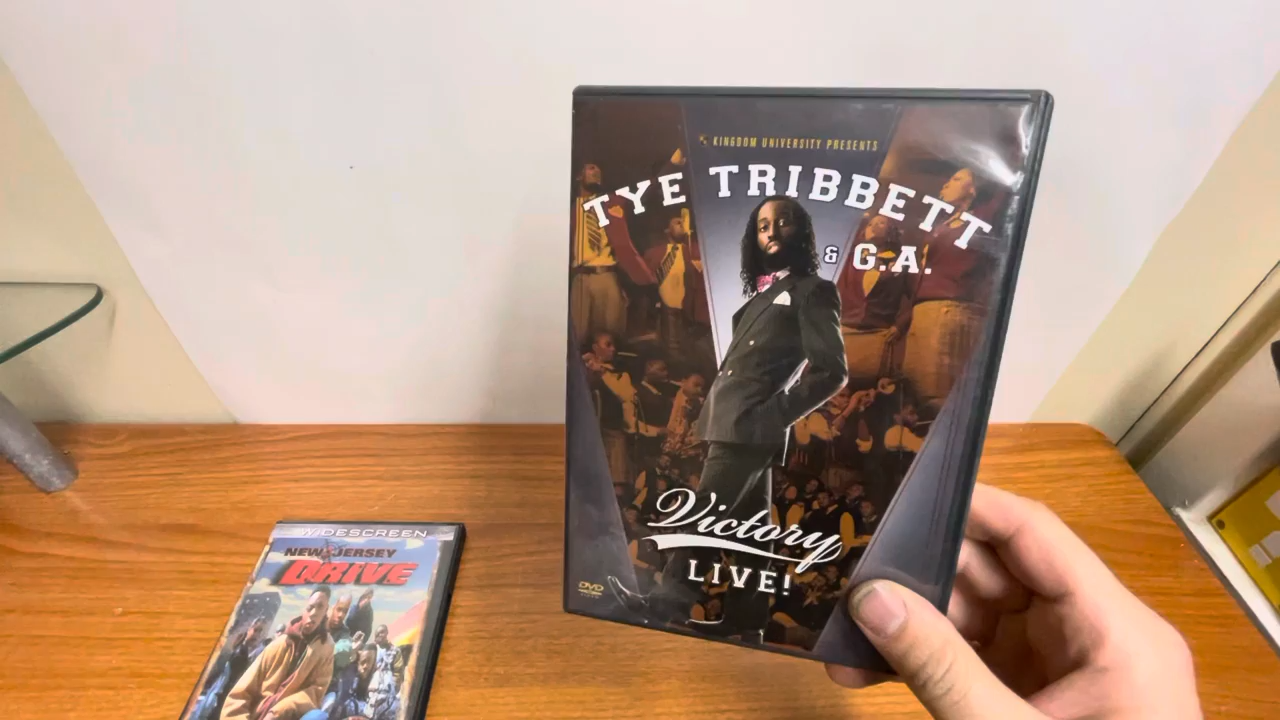 KINGDOM UNIVERSITY PRESENTS
TYE TRIBBETT
& G.A.
Victory
LIVE!
DVD
WIDESCREEN
NEW JERSEY
DRIVE